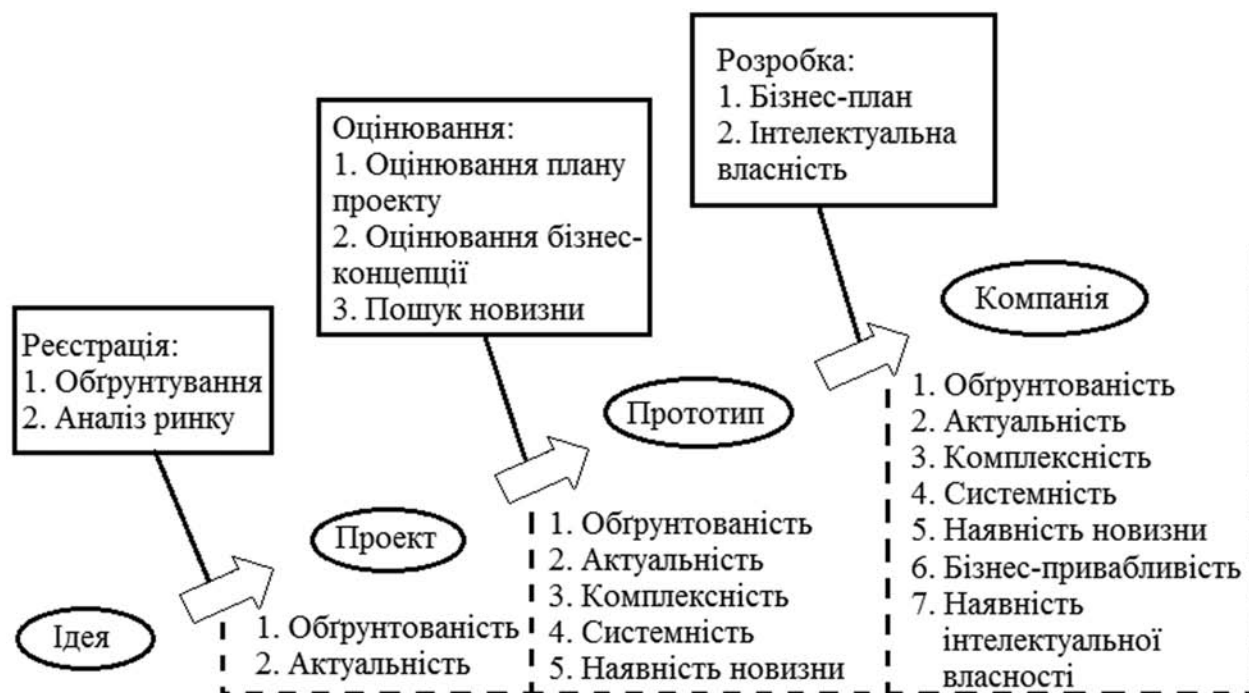 Розробка:
1. Бізнес-план
2. Інтелектуальна
власність
Оцінювання:
1. Оцінювання плану
проекту
2. Оцінювання бізнес-
концепції
3. Пошук новизни
Реєстрація:
1. Обґрунтування
2. Аналіз ринку
Ідея
Проект
1. Обґрунтованість
2. Актуальність
Прототип
1. Обґрунтованість
2. Актуальність
3. Комплексність
4. Системність
5. Наявність новизни
Компанія
1. Обґрунтованість
2. Актуальність
3. Комплексність
4. Системність
5. Наявність новизни
6. Бізнес-привабливість
7. Наявність
інтелектуальної
власності